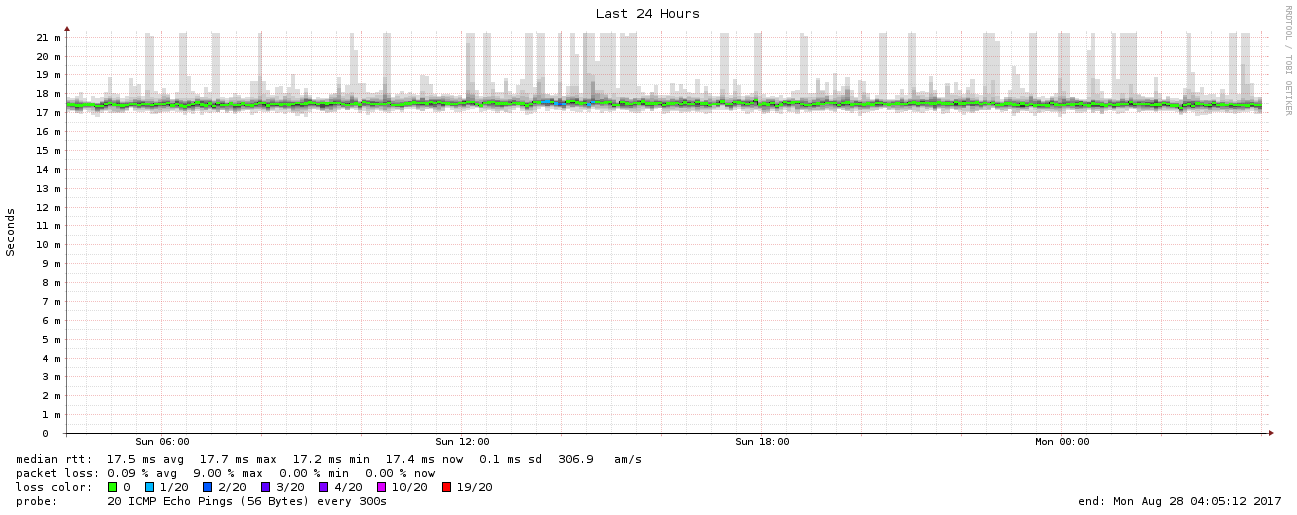 Last 24 Hours
RRDTOOL / TOBI OETIKER
Seconds
21 m
20 m
19 m
18 m
17 m
16 m
15 m
14 m
13 m
12 m
11 m
10 m
9 m
8 m
7 m
6 m
5 m
4 m
3 m
2 m
1 m
0
Sun 06:00 Sun 12:00 Sun 18:00 Mon 00:00
median rtt: 17.5 ms avg 17.7 ms max 17.2 ms min 17.4 ms now 0.1 ms sd 306.9 am/s
packet loss: 0.09 % avg 9.00 % max 0.00 % min 0.00 % now
loss color: 0 1/20 2/20 3/20 4/20 10/20 19/20
probe: 20 ICMP Echo Pings (56 Bytes) every 300s end: Mon Aug 28 04:05:12 2017